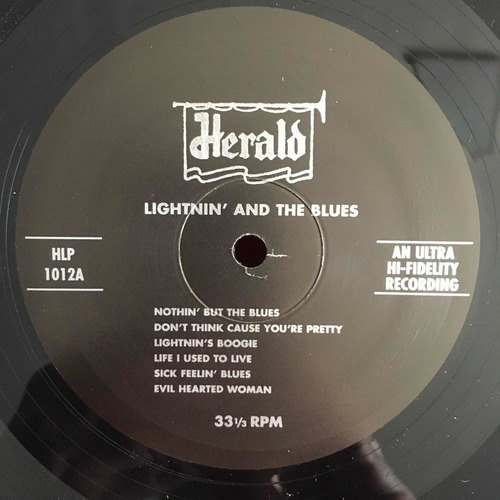 Herald
LIGHTNIN' AND THE BLUES
HLP
1012A
AN ULTRA
HI-FIDELITY
RECORDING
NOTHIN' BUT THE BLUES
DON'T THINK CAUSE YOU'RE PRETTY
LIGHTNIN'S BOOGIE
LIFE I USED TO LIVE
SICK FEELIN' BLUES
EVIL HEARTED WOMAN
33⅓ RPM